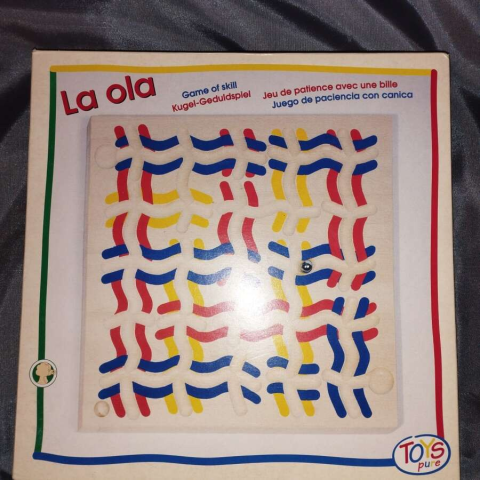 La ola
Game of skill
Kugel-Geduldspiel
Jeu de patience avec une bille
Juego de paciencia con canica
TOYS
pure